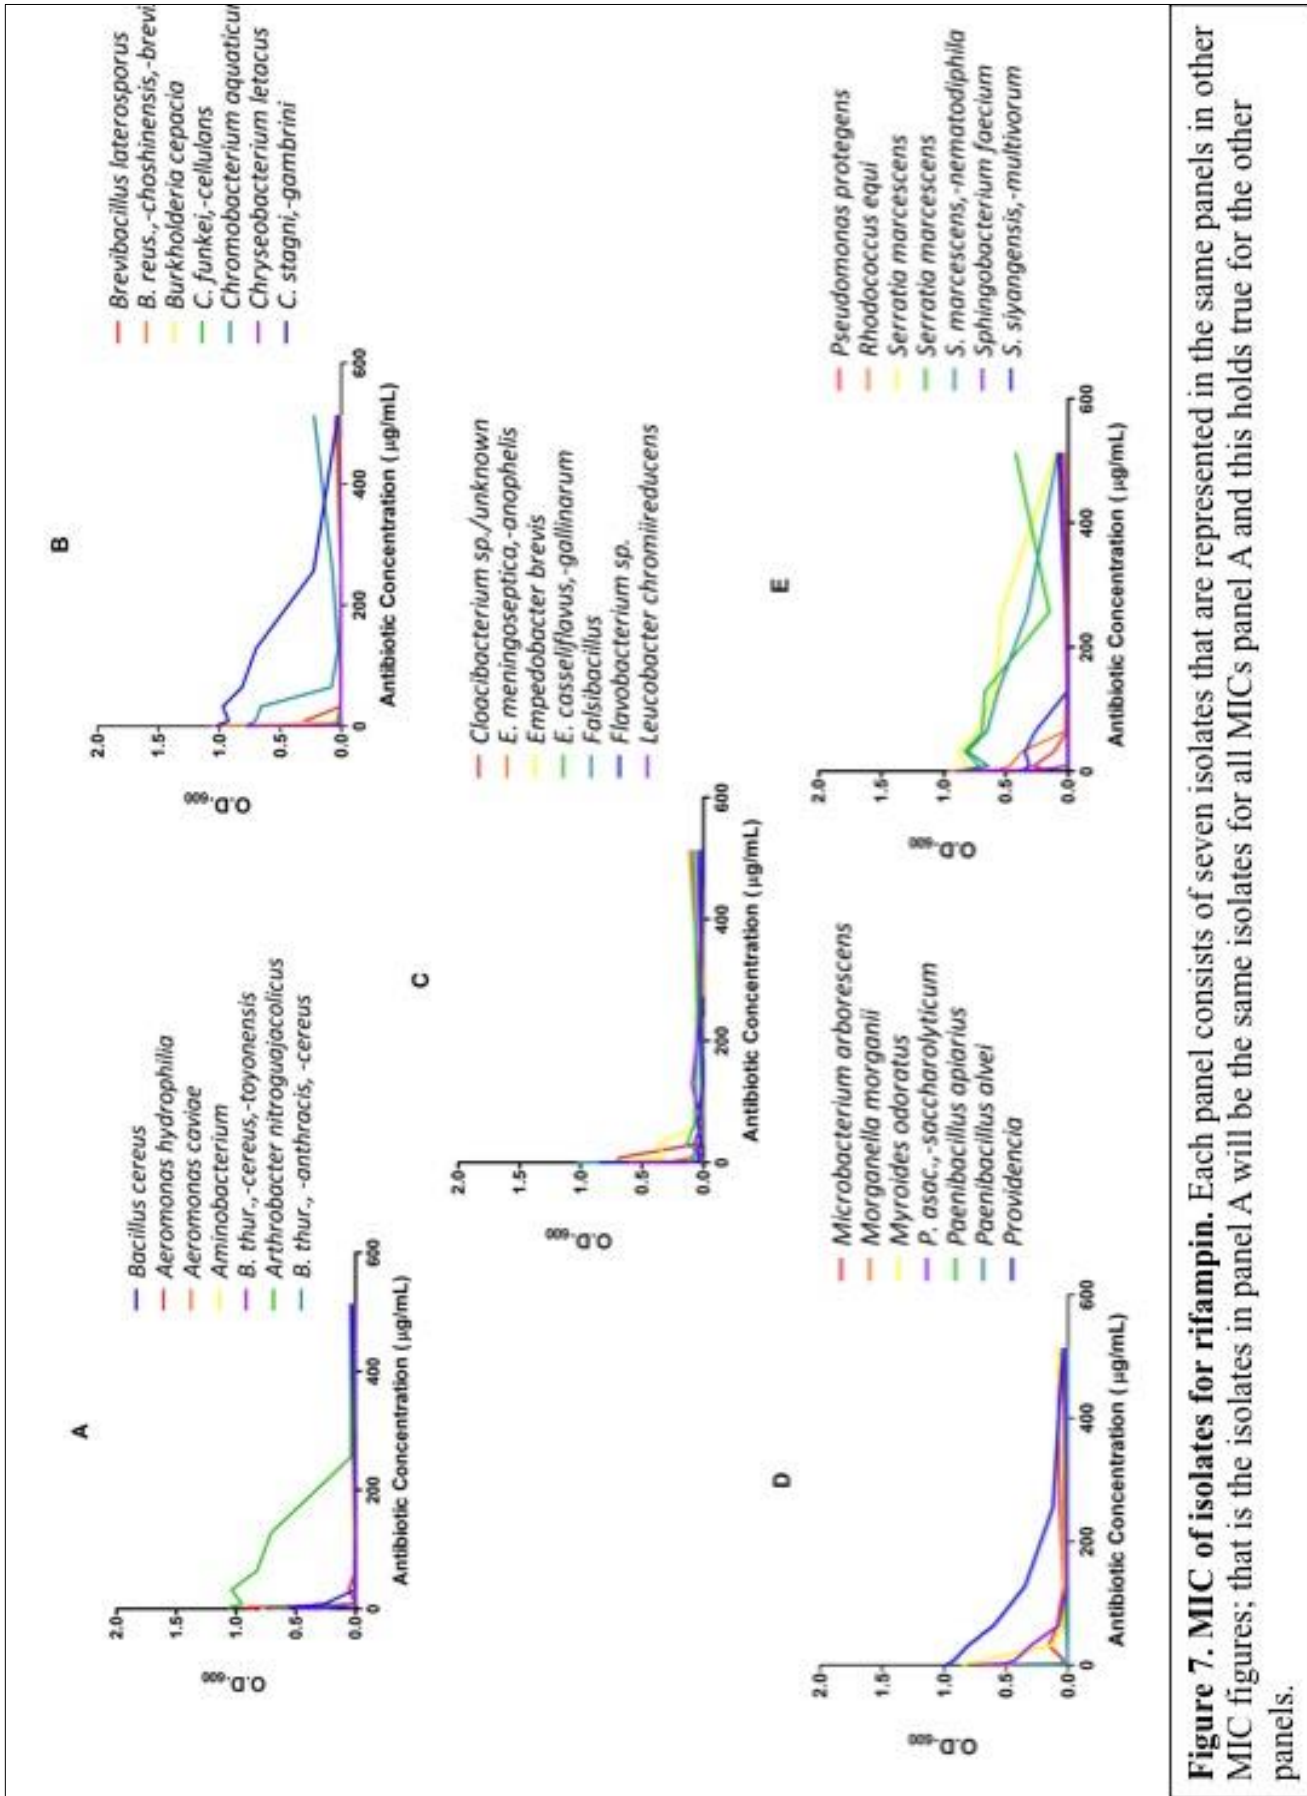 A
O.D.600
2.0
1.5
1.0
0.5
0.0
0
200
400
600
Antibiotic Concentration (µg/mL)
Bacillus cereus
Aeromonas hydrophilia
Aeromonas caviae
Aminobacterium
B. thur.,-cereus,-toyonensis
Arthrobacter nitroguajacolicus
B. thur., -anthracis, -cereus
B
O.D.600
2.0
1.5
1.0
0.5
0.0
0
200
400
600
Antibiotic Concentration (µg/mL)
Brevibacillus laterosporus
B. reus.,-choshinensis,-brevi
Burkholderia cepacia
C. funkei,-cellulans
Chromobacterium aquaticu
Chryseobacterium letacus
C. stagni,-gambrini
C
O.D.600
2.0
1.5
1.0
0.5
0.0
0
200
400
600
Antibiotic Concentration (µg/mL)
Cloacibacterium sp./unknown
E. meningoseptica,-anophelis
Empedobacter brevis
E. casseliflavus,-gallinarum
Falsibacillus
Flavobacterium sp.
Leucobacter chromiireducens
D
O.D.600
2.0
1.5
1.0
0.5
0.0
0
200
400
600
Antibiotic Concentration (µg/mL)
Microbacterium arborescens
Morganella morganii
Myroides odoratus
P. asac.,-saccharolyticum
Paenibacillus apiarius
Paenibacillus alvei
Providencia
E
O.D.600
2.0
1.5
1.0
0.5
0.0
0
200
400
600
Antibiotic Concentration (µg/mL)
Pseudomonas protegens
Rhodococcus equi
Serratia marcescens
Serratia marcescens
S. marcescens,-nematodiphila
Sphingobacterium faecium
S. siyangensis,-multivorum
Figure 7. MIC of isolates for rifampin. Each panel consists of seven isolates that are represented in the same panels in other
MIC figures; that is the isolates in panel A will be the same isolates for all MICs panel A and this holds true for the other
panels.